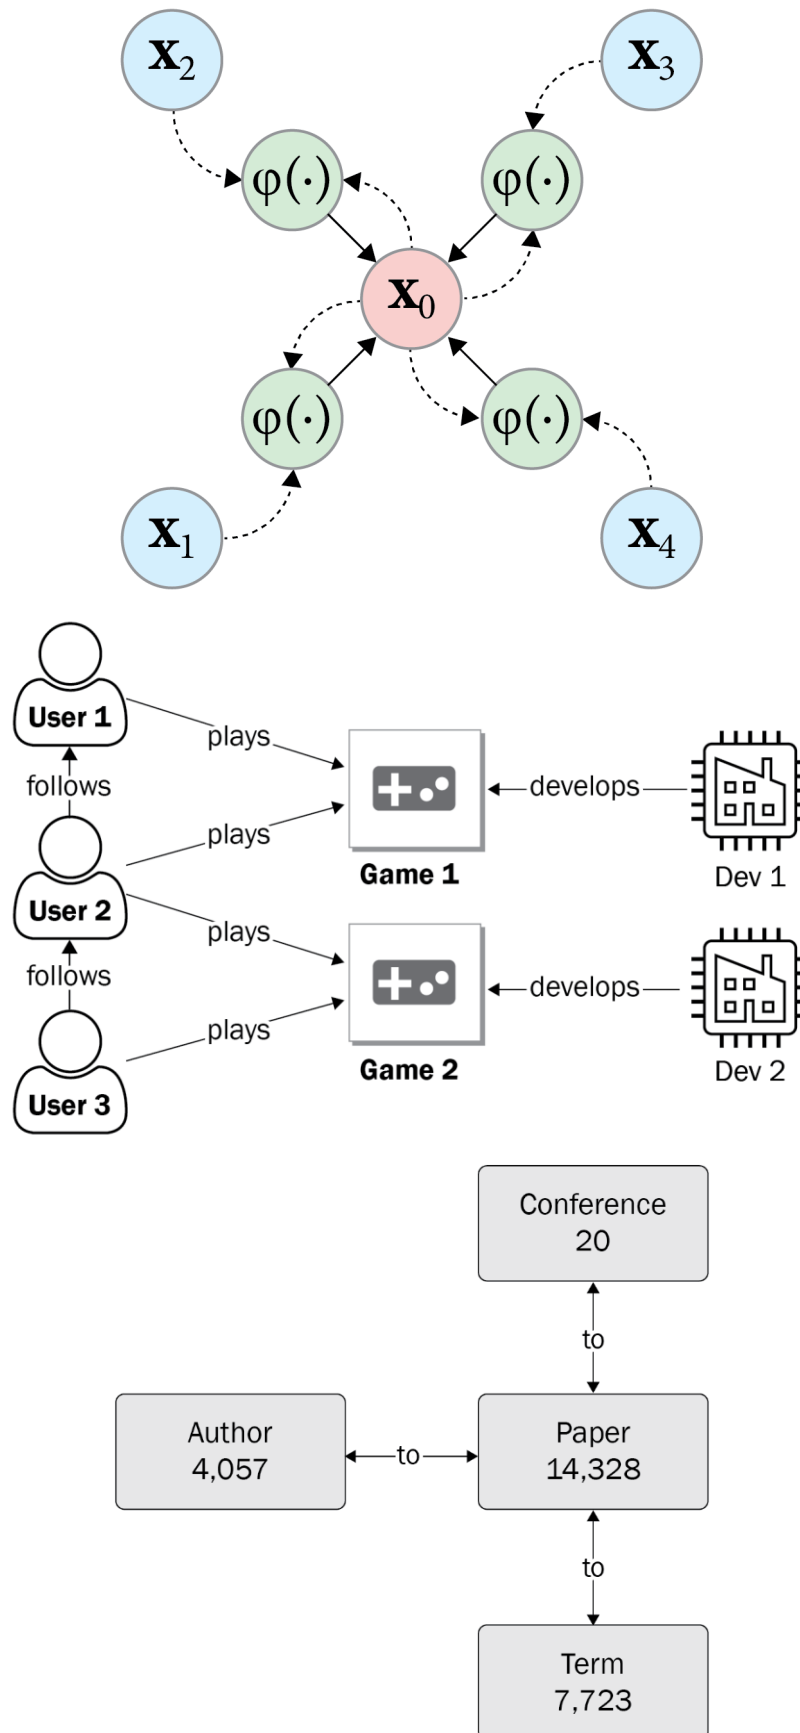 𝐱₂
𝐱₃
φ(·)
φ(·)
𝐱₀
φ(·)
φ(·)
𝐱₁
𝐱₄
User 1
plays
follows
develops
plays
Game 1
Dev 1
User 2
plays
follows
develops
plays
Game 2
Dev 2
User 3
Conference
20
to
Author
4,057
to
Paper
14,328
to
Term
7,723